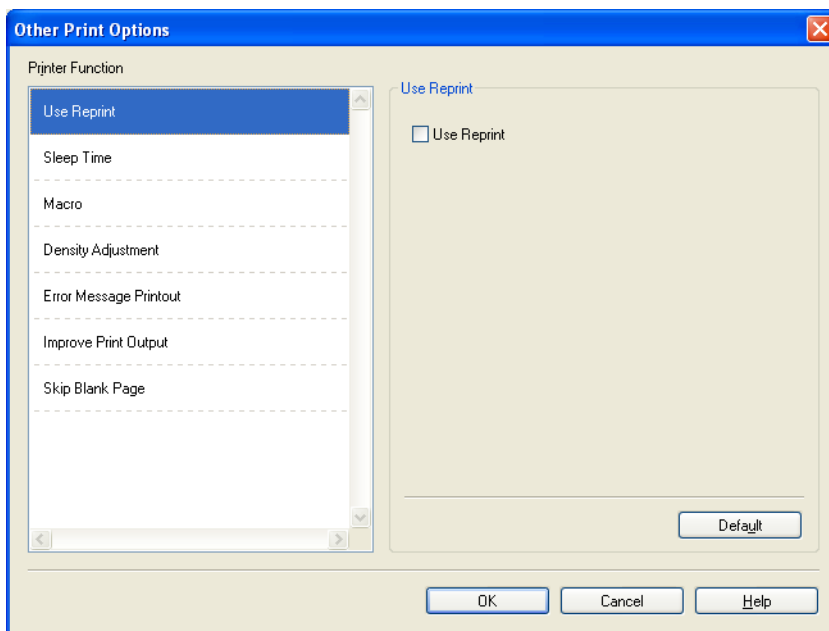 Other Print Options
Printer Function
Use Reprint
Sleep Time
Macro
Density Adjustment
Error Message Printout
Improve Print Output
Skip Blank Page
Use Reprint
Use Reprint
Default
OK
Cancel
Help